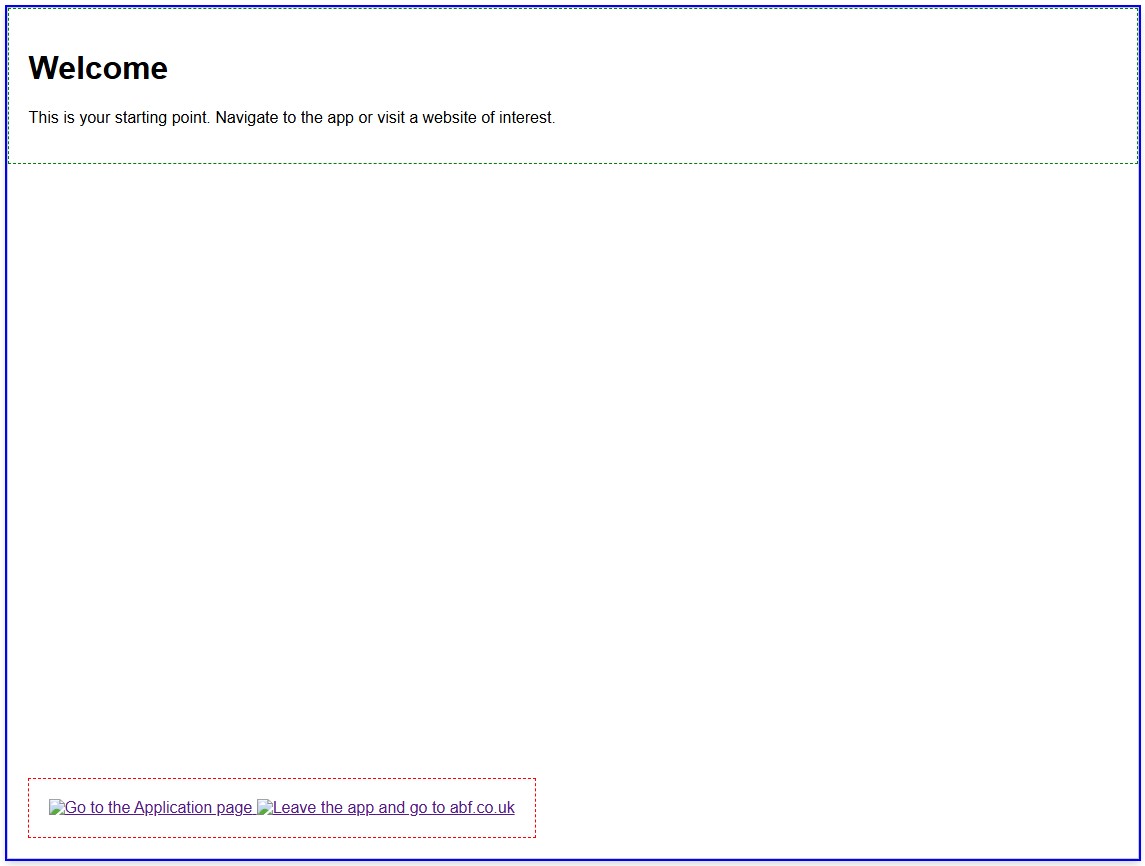 Welcome
This is your starting point. Navigate to the app or visit a website of interest.
Go to the Application page Leave the app and go to abf.co.uk